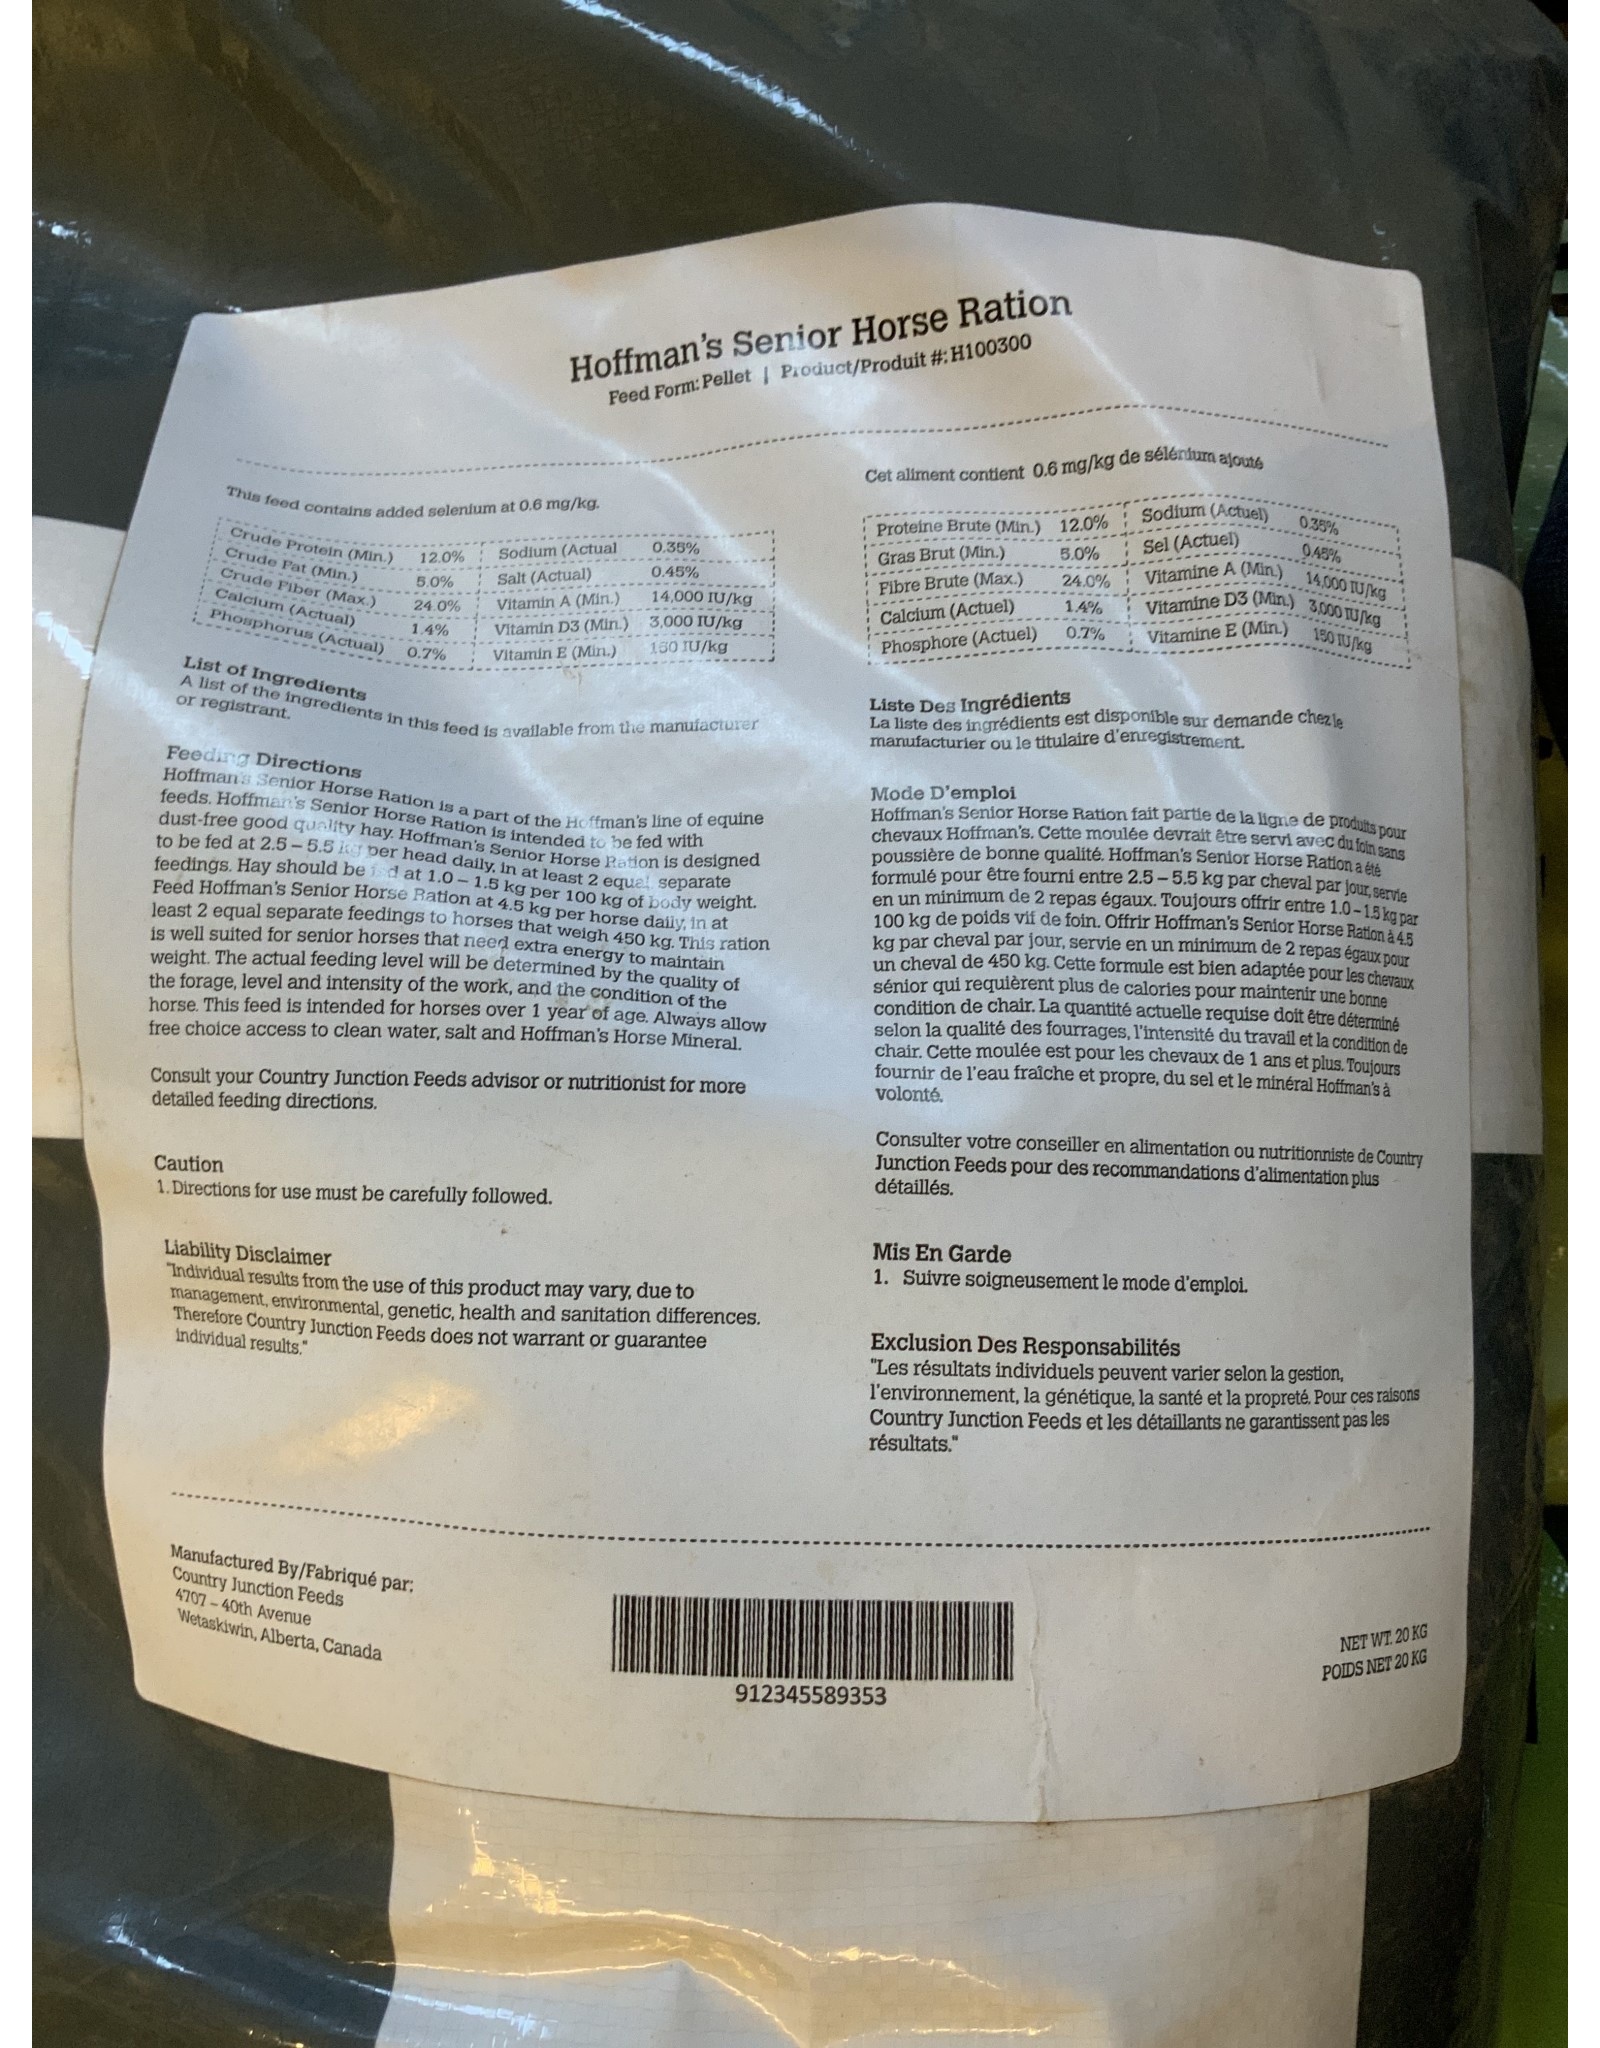 Hoffman's Senior Horse Ration
Feed Form: Pellet | Product/Produit #: H100300
This feed contains added selenium at 0.6 mg/kg.
Crude Protein (Min.) 12.0% Sodium (Actual 0.35%
Crude Fat (Min.) 5.0% Salt (Actual) 0.45%
Crude Fiber (Max.) 24.0% Vitamin A (Min.) 14,000 IU/kg
Calcium (Actual) 1.4% Vitamin D3 (Min.) 3,000 IU/kg
Phosphorus (Actual) 0.7% Vitamin E (Min.) 150 IU/kg
List of Ingredients
A list of the ingredients in this feed is available from the manufacturer
or registrant.
Feeding Directions
Hoffman's Senior Horse Ration is a part of the Hoffman's line of equine
feeds. Hoffman's Senior Horse Ration is intended to be fed with
dust-free good quality hay. Hoffman's Senior Horse Ration is designed
to be fed at 2.5 – 5.5 kg per head daily, in at least 2 equal separate
feedings. Hay should be fed at 1.0 – 1.5 kg per 100 kg of body weight.
Feed Hoffman's Senior Horse Ration at 4.5 kg per horse daily, in at
least 2 equal separate feedings to horses that weigh 450 kg. This ration
is well suited for senior horses that need extra energy to maintain
weight. The actual feeding level will be determined by the quality of
the forage, level and intensity of the work, and the condition of the
horse. This feed is intended for horses over 1 year of age. Always allow
free choice access to clean water, salt and Hoffman's Horse Mineral.
Consult your Country Junction Feeds advisor or nutritionist for more
detailed feeding directions.
Caution
1. Directions for use must be carefully followed.
Liability Disclaimer
"Individual results from the use of this product may vary, due to
management, environmental, genetic, health and sanitation differences.
Therefore Country Junction Feeds does not warrant or guarantee
individual results."
Cet aliment contient 0.6 mg/kg de sélénium ajouté
Proteine Brute (Min.) 12.0% Sodium (Actuel) 0.35%
Gras Brut (Min.) 5.0% Sel (Actuel) 0.45%
Fibre Brute (Max.) 24.0% Vitamine A (Min.) 14,000 IU/kg
Calcium (Actuel) 1.4% Vitamine D3 (Min.) 3,000 IU/kg
Phosphore (Actuel) 0.7% Vitamine E (Min.) 150 IU/kg
Liste Des Ingrédients
La liste des ingrédients est disponible sur demande chez le
manufacturier ou le titulaire d'enregistrement.
Mode D'emploi
Hoffman's Senior Horse Ration fait partie de la ligne de produits pour
chevaux Hoffman's. Cette moulée devrait être servi avec du foin sans
poussière de bonne qualité. Hoffman's Senior Horse Ration a été
formulé pour être fourni entre 2.5 – 5.5 kg par cheval par jour, servie
en un minimum de 2 repas égaux. Toujours offrir entre 1.0 – 1.5 kg par
100 kg de poids vif de foin. Offrir Hoffman's Senior Horse Ration à 4.5
kg par cheval par jour, servie en un minimum de 2 repas égaux pour
un cheval de 450 kg. Cette formule est bien adaptée pour les chevaux
sénior qui requièrent plus de calories pour maintenir une bonne
condition de chair. La quantité actuelle requise doit être déterminé
selon la qualité des fourrages, l'intensité du travail et la condition de
chair. Cette moulée est pour les chevaux de 1 ans et plus. Toujours
fournir de l'eau fraîche et propre, du sel et le minéral Hoffman's à
volonté.
Consulter votre conseiller en alimentation ou nutritionniste de Country
Junction Feeds pour des recommandations d'alimentation plus
détaillés.
Mis En Garde
1. Suivre soigneusement le mode d'emploi.
Exclusion Des Responsabilités
"Les résultats individuels peuvent varier selon la gestion,
l'environnement, la génétique, la santé et la propreté. Pour ces raisons
Country Junction Feeds et les détaillants ne garantissent pas les
résultats."
Manufactured By/Fabriqué par:
Country Junction Feeds
4707 – 40th Avenue
Wetaskiwin, Alberta, Canada
912345589353
NET WT. 20 KG
POIDS NET 20 KG